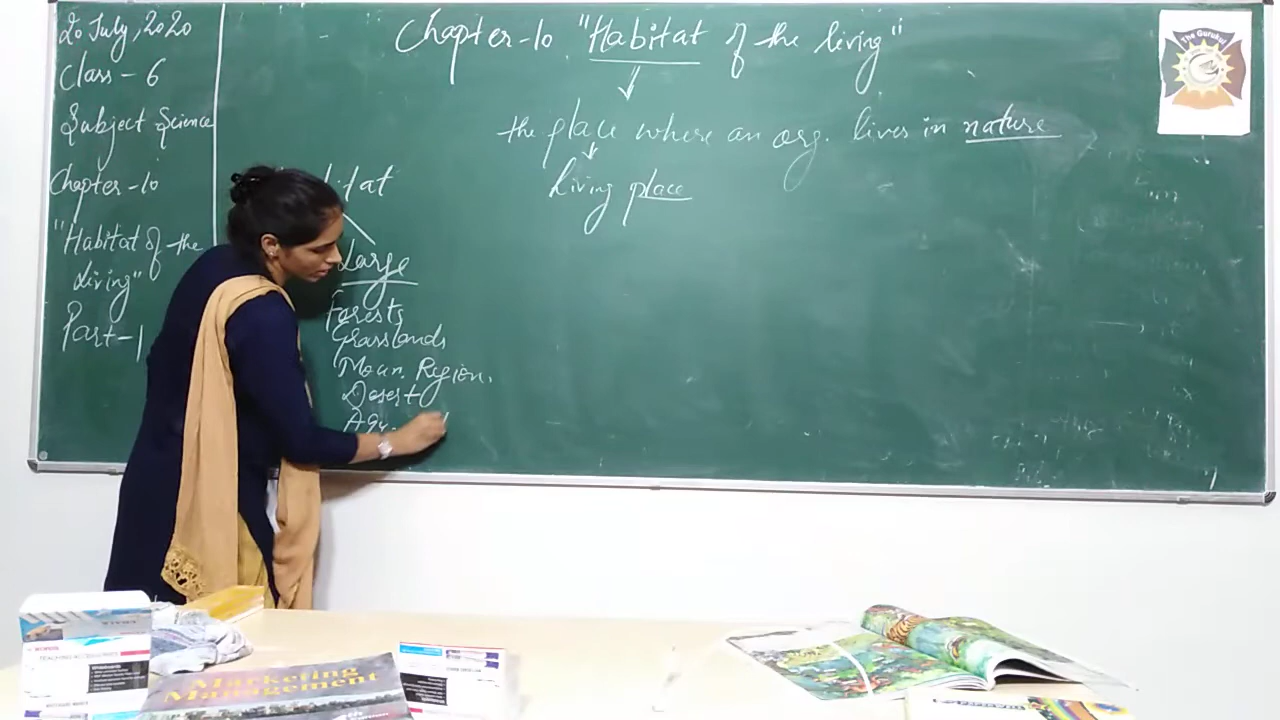 20 July, 2020
Class - 6
Subject Science
Chapter-10
"Habitat of the
Living"
Part-1
Chapter-10 "Habitat of the living"
the place where an org. lives in nature
Living place
Large
Forests
Grasslands
Moun. Region.
Desert
The Gurukul
Marketing
Management